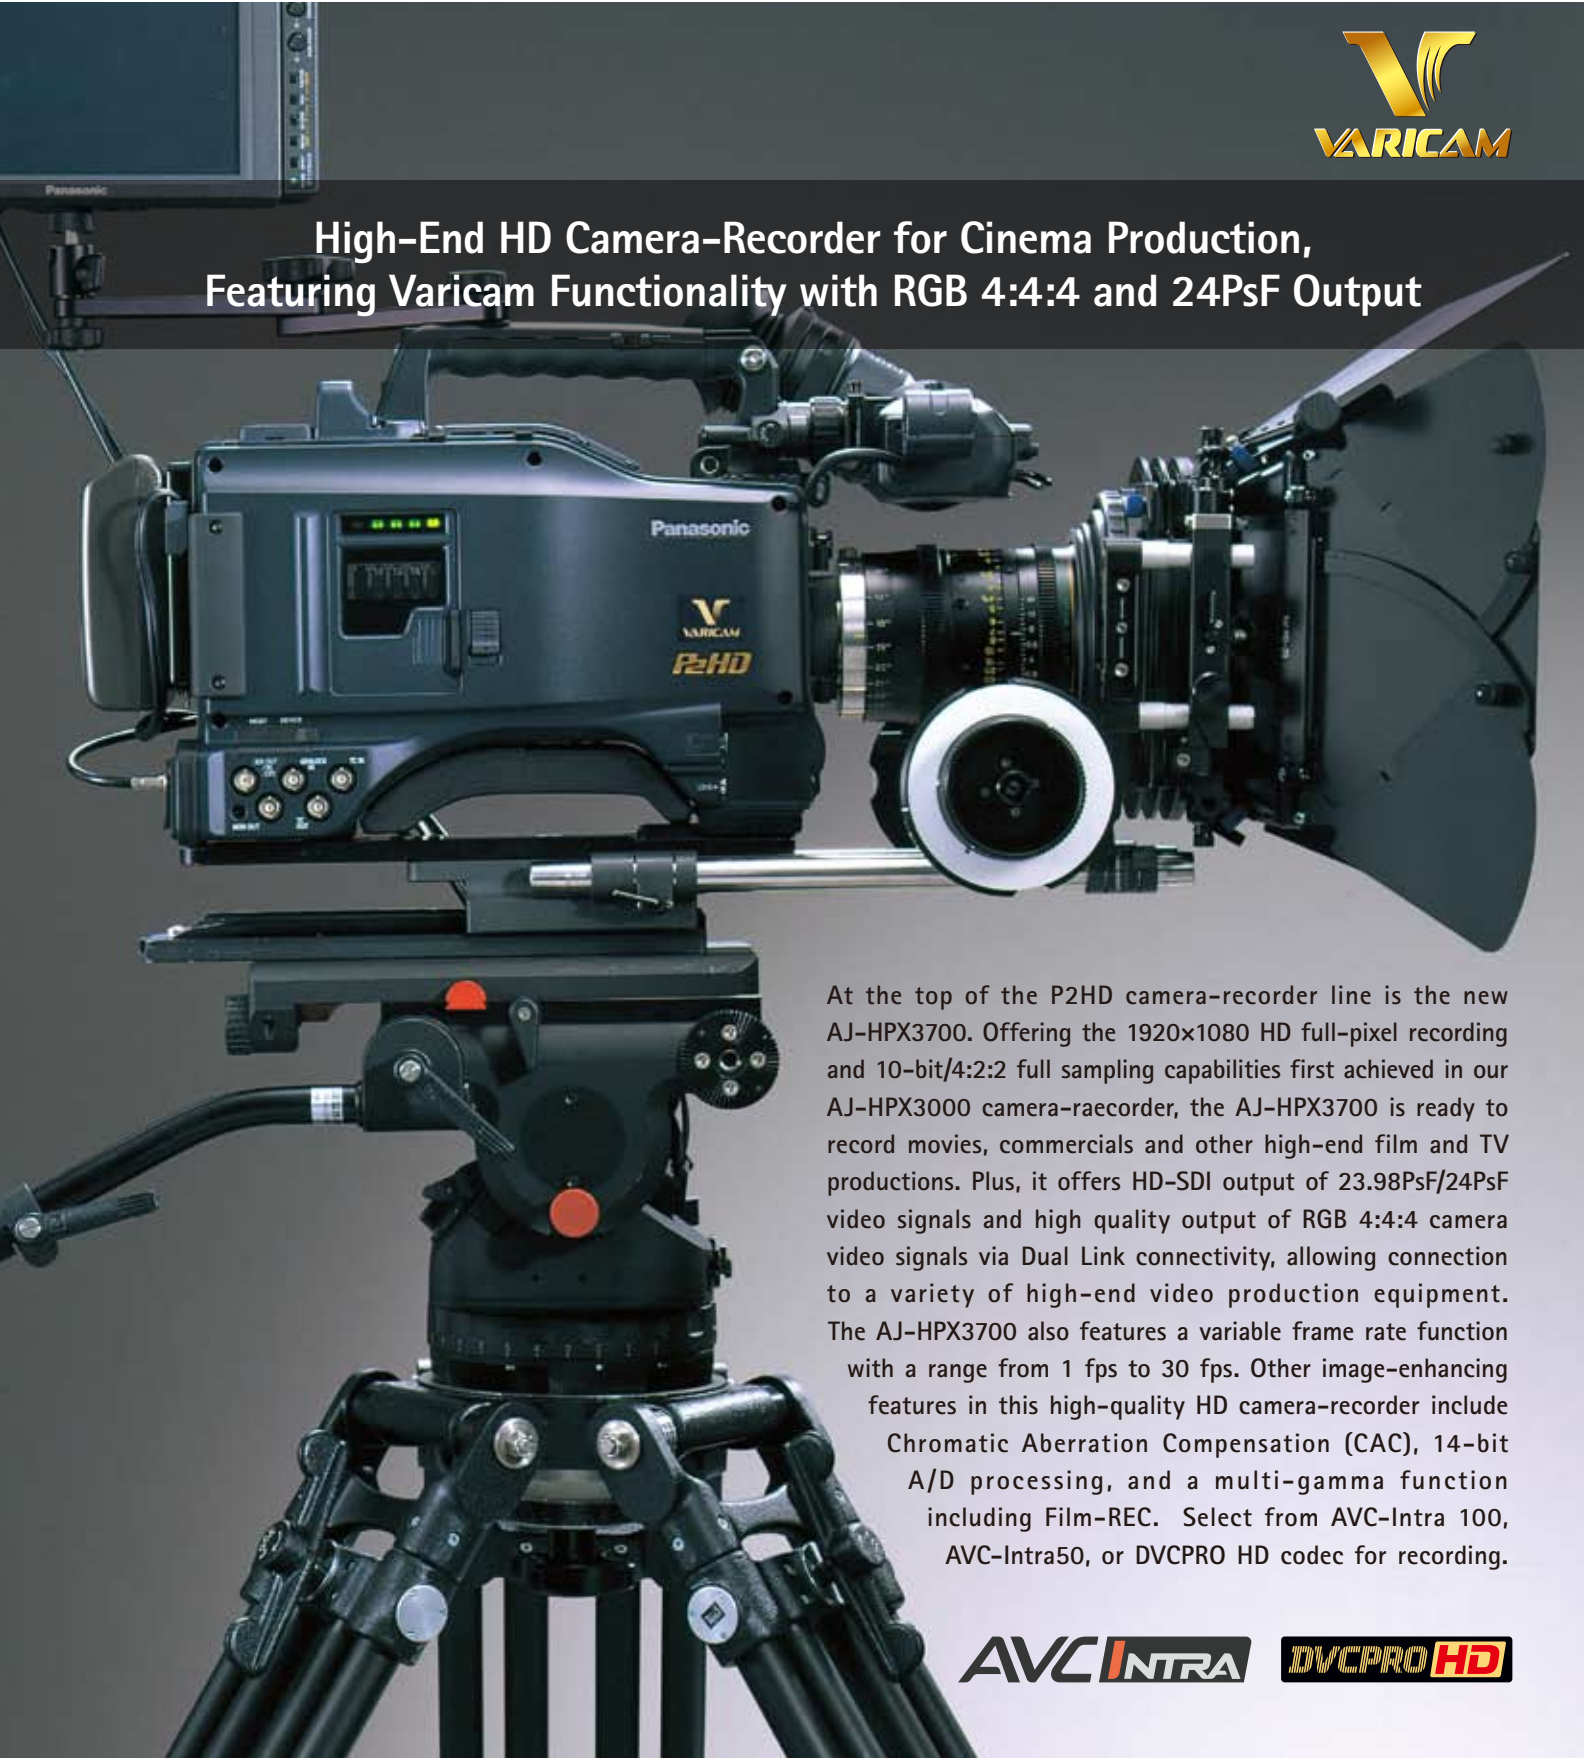 VARICAM
Panasonic
High-End HD Camera-Recorder for Cinema Production,
Featuring Varicam Functionality with RGB 4:4:4 and 24PsF Output
Panasonic
VARICAM
P2HD
GENLOCK
IN
TC IN
MON OUT
TC
OUT
At the top of the P2HD camera-recorder line is the new
AJ-HPX3700. Offering the 1920×1080 HD full-pixel recording
and 10-bit/4:2:2 full sampling capabilities first achieved in our
AJ-HPX3000 camera-raecorder, the AJ-HPX3700 is ready to
record movies, commercials and other high-end film and TV
productions. Plus, it offers HD-SDI output of 23.98PsF/24PsF
video signals and high quality output of RGB 4:4:4 camera
video signals via Dual Link connectivity, allowing connection
to a variety of high-end video production equipment.
The AJ-HPX3700 also features a variable frame rate function
with a range from 1 fps to 30 fps. Other image-enhancing
features in this high-quality HD camera-recorder include
Chromatic Aberration Compensation (CAC), 14-bit
A/D processing, and a multi-gamma function
including Film-REC. Select from AVC-Intra 100,
AVC-Intra50, or DVCPRO HD codec for recording.
AVC INTRA
DVCPRO HD